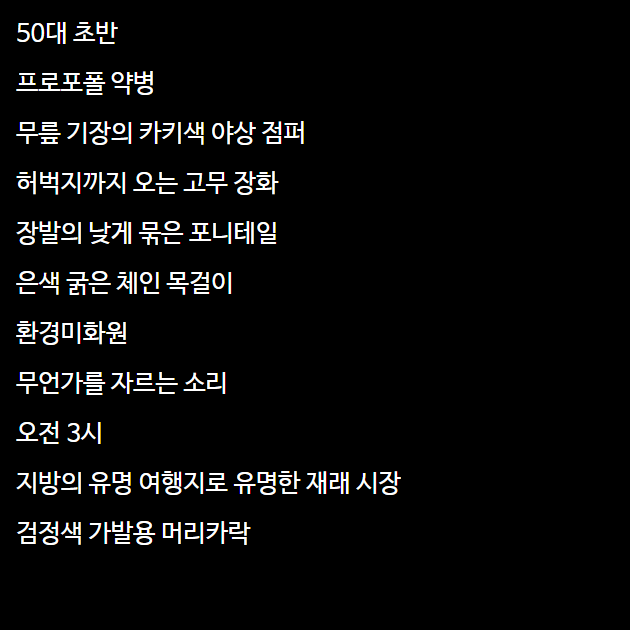 50대 초반
프로포폴 약병
무릎 기장의 카키색 야상 점퍼
허벅지까지 오는 고무 장화
장발의 낮게 묶은 포니테일
은색 굵은 체인 목걸이
환경미화원
무언가를 자르는 소리
오전 3시
지방의 유명 여행지로 유명한 재래 시장
검정색 가발용 머리카락